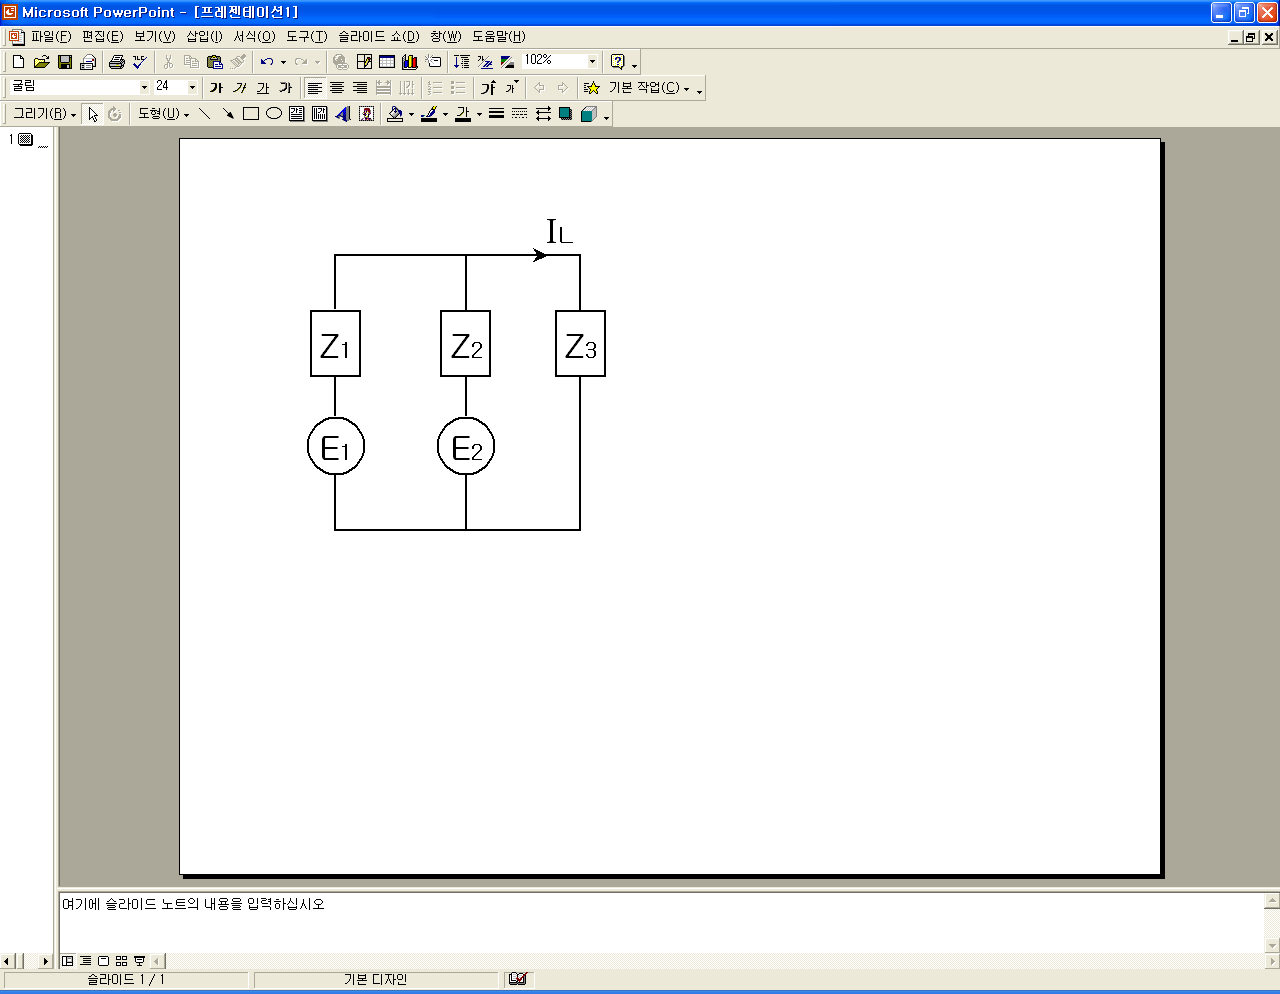 Microsoft PowerPoint - [프레젠테이션1]
파일(F) 편집(E) 보기(V) 삽입(I) 서식(O) 도구(T) 슬라이드 쇼(D) 창(W) 도움말(H)
102%
굴림 24 가 가 가 가 기본 작업(C)
그리기(R) 도형(U) 가
1
IL
Z1 Z2 Z3
E1 E2
여기에 슬라이드 노트의 내용을 입력하십시오
슬라이드 1 / 1 기본 디자인